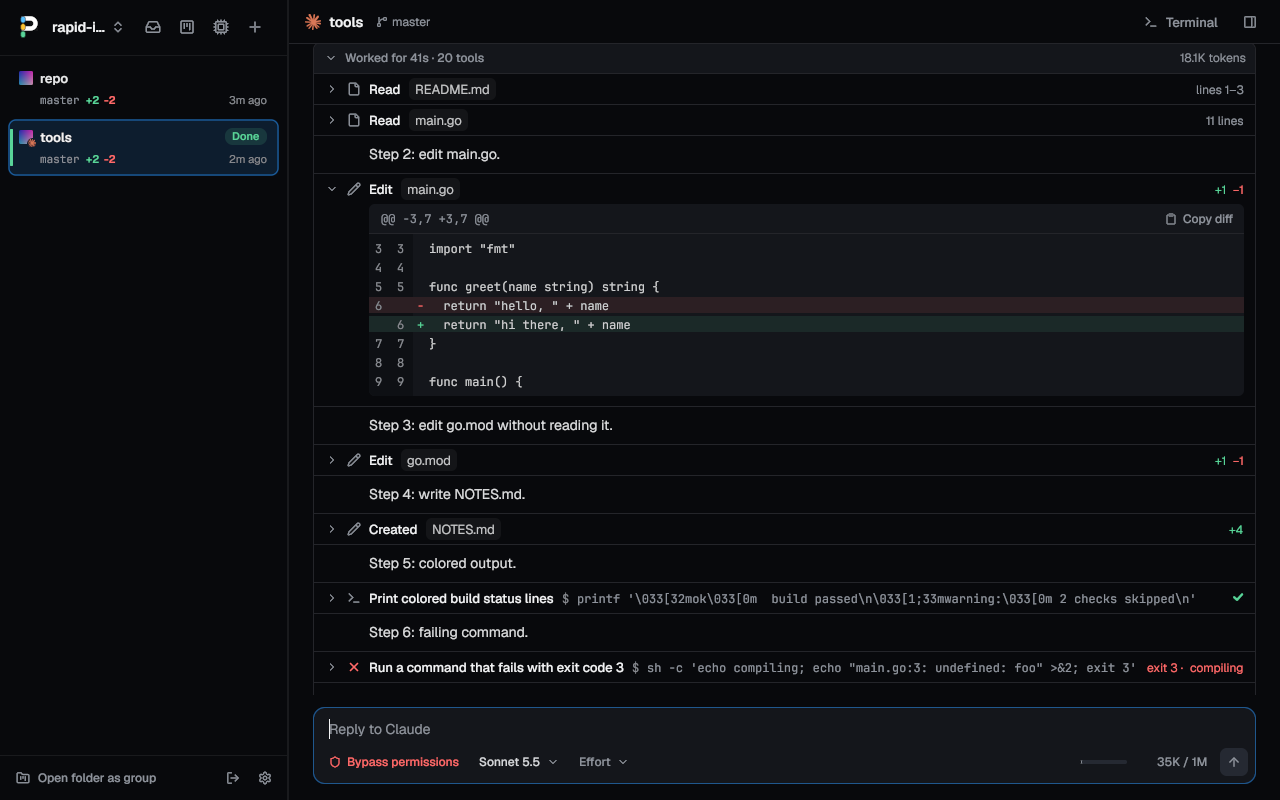 rapid-i...
repo
master +2 -2 3m ago
tools Done
master +2 -2 2m ago
Open folder as group
tools master Terminal
Worked for 41s · 20 tools 18.1K tokens
Read README.md lines 1–3
Read main.go 11 lines
Step 2: edit main.go.
Edit main.go +1 −1
@@ -3,7 +3,7 @@ Copy diff
3 3 import "fmt"
4 4
5 5 func greet(name string) string {
6 - return "hello, " + name
6 + return "hi there, " + name
7 7 }
8 8
9 9 func main() {
Step 3: edit go.mod without reading it.
Edit go.mod +1 −1
Step 4: write NOTES.md.
Created NOTES.md +4
Step 5: colored output.
Print colored build status lines $ printf '\033[32mok\033[0m  build passed\n\033[1;33mwarning:\033[0m 2 checks skipped\n'
Step 6: failing command.
Run a command that fails with exit code 3 $ sh -c 'echo compiling; echo "main.go:3: undefined: foo" >&2; exit 3' exit 3 · compiling
Reply to Claude
Bypass permissions Sonnet 5.5 Effort 35K / 1M